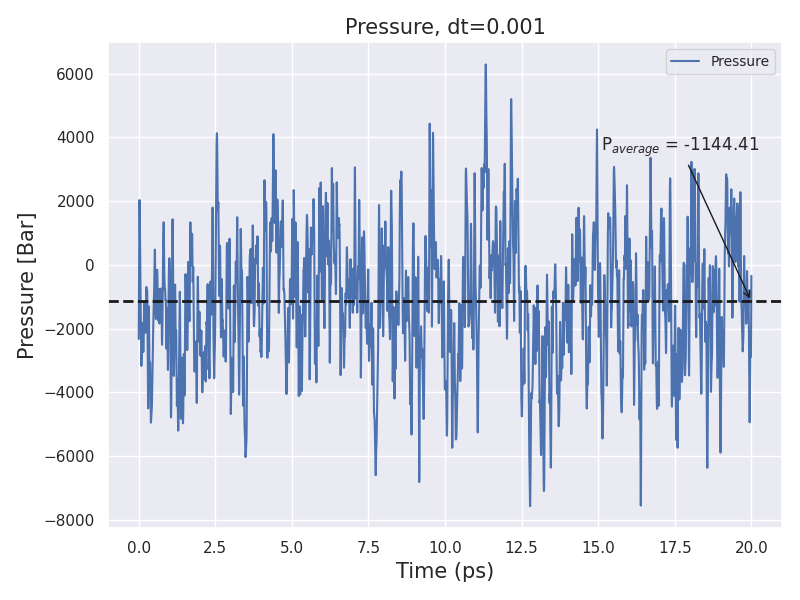 Pressure, dt=0.001
Pressure
P_average = -1144.41
Pressure [Bar]
6000
4000
2000
0
−2000
−4000
−6000
−8000
0.0 2.5 5.0 7.5 10.0 12.5 15.0 17.5 20.0
Time (ps)